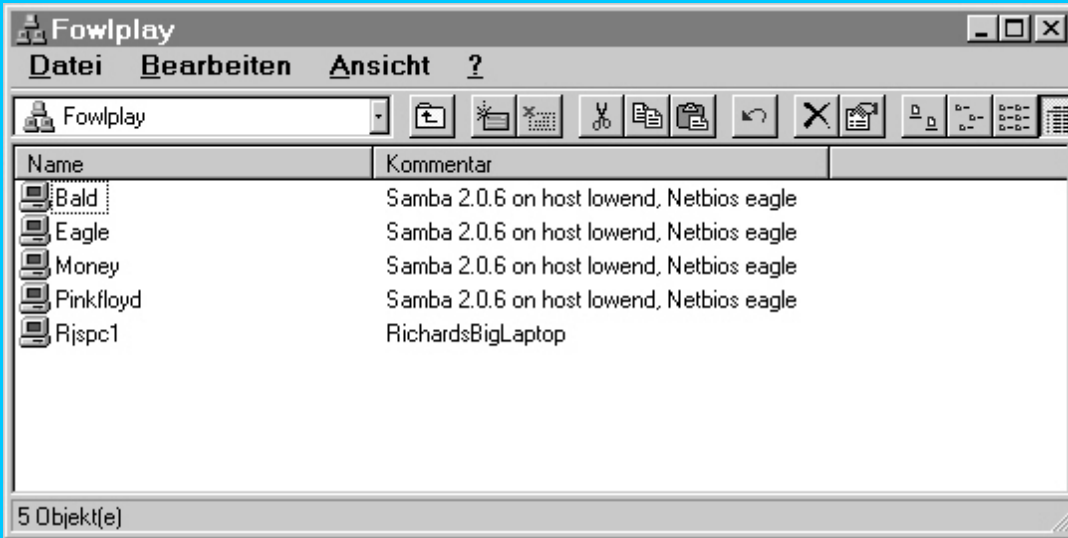 Fowlplay
Datei Bearbeiten Ansicht ?
Fowlplay
Name Kommentar
Bald Samba 2.0.6 on host lowend, Netbios eagle
Eagle Samba 2.0.6 on host lowend, Netbios eagle
Money Samba 2.0.6 on host lowend, Netbios eagle
Pinkfloyd Samba 2.0.6 on host lowend, Netbios eagle
Rjspc1 RichardsBigLaptop
5 Objekt(e)